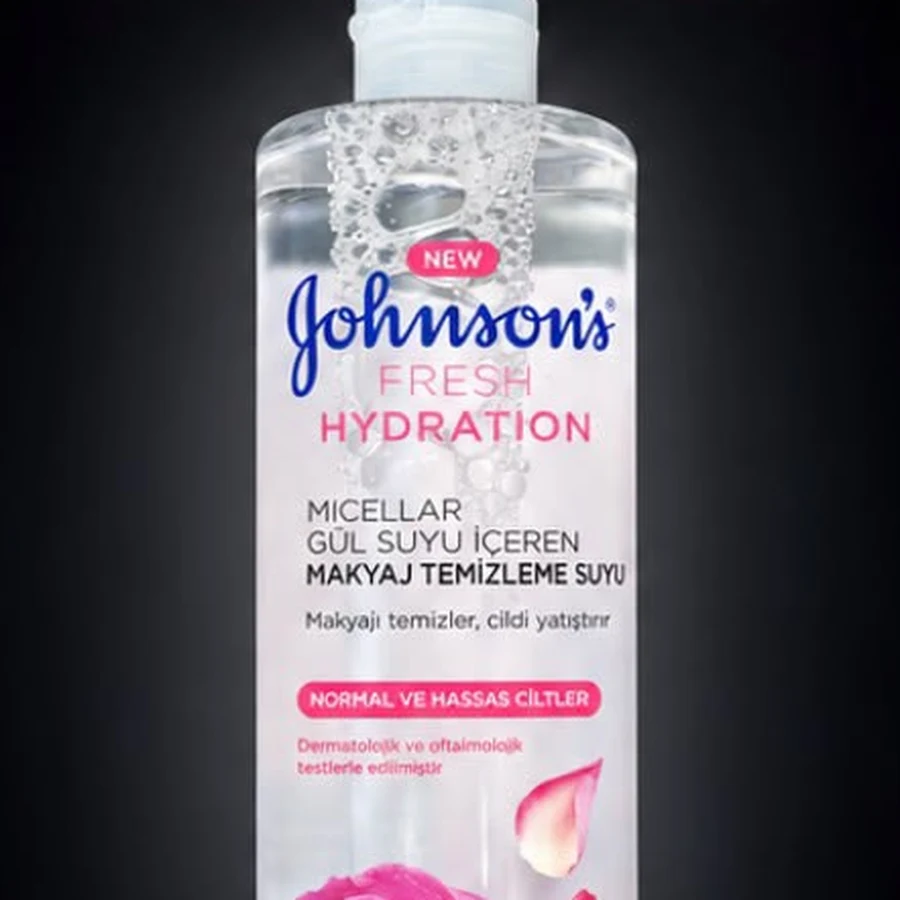 NEW
Johnson's®
FRESH
HYDRATION
MICELLAR
GÜL SUYU İÇEREN
MAKYAJ TEMİZLEME SUYU
Makyajı temizler, cildi yatıştırır
NORMAL VE HASSAS CİLTLER
Dermatolojik ve oftalmolojik
testlerle edilmiştir